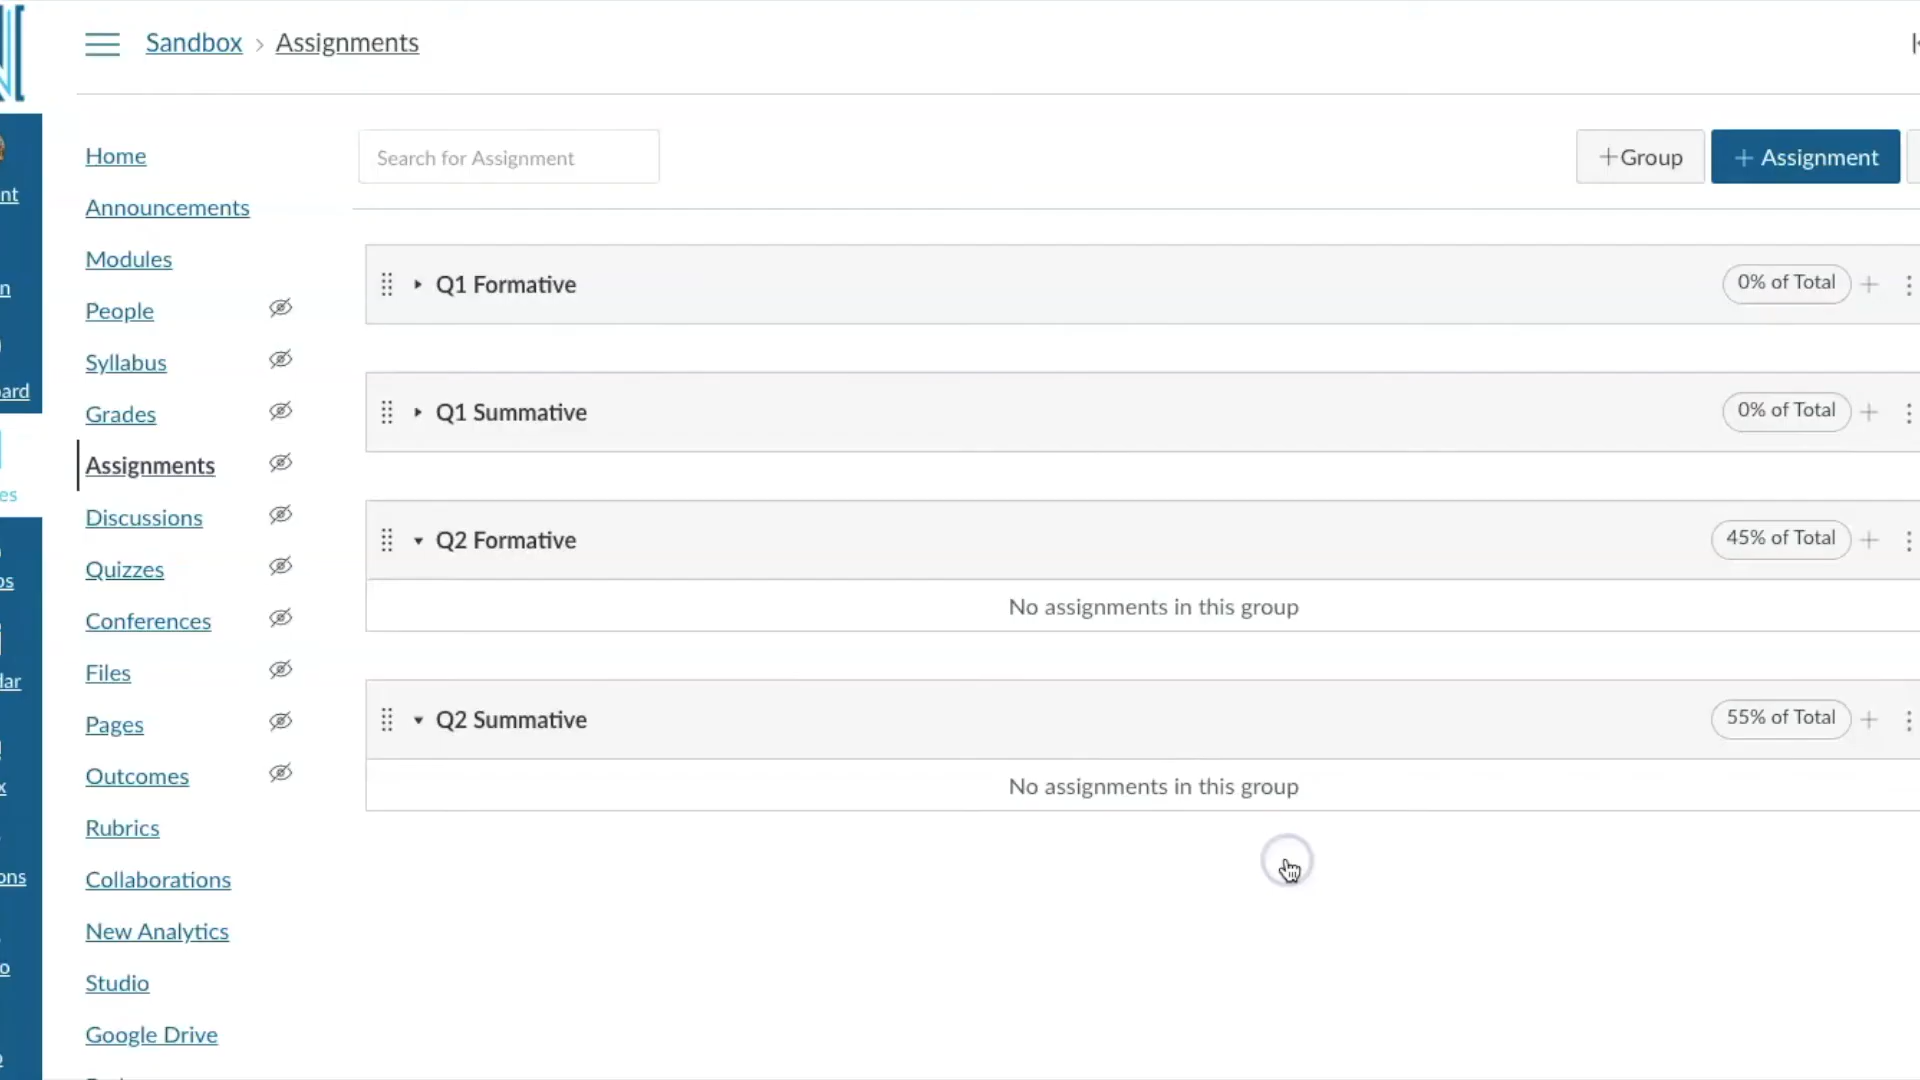 Sandbox › Assignments
Home
Search for Assignment
+Group
+ Assignment
Announcements
Modules
People
Syllabus
Grades
Assignments
Discussions
Quizzes
Conferences
Files
Pages
Outcomes
Rubrics
Collaborations
New Analytics
Studio
Google Drive
Q1 Formative
0% of Total
Q1 Summative
0% of Total
Q2 Formative
45% of Total
No assignments in this group
Q2 Summative
55% of Total
No assignments in this group